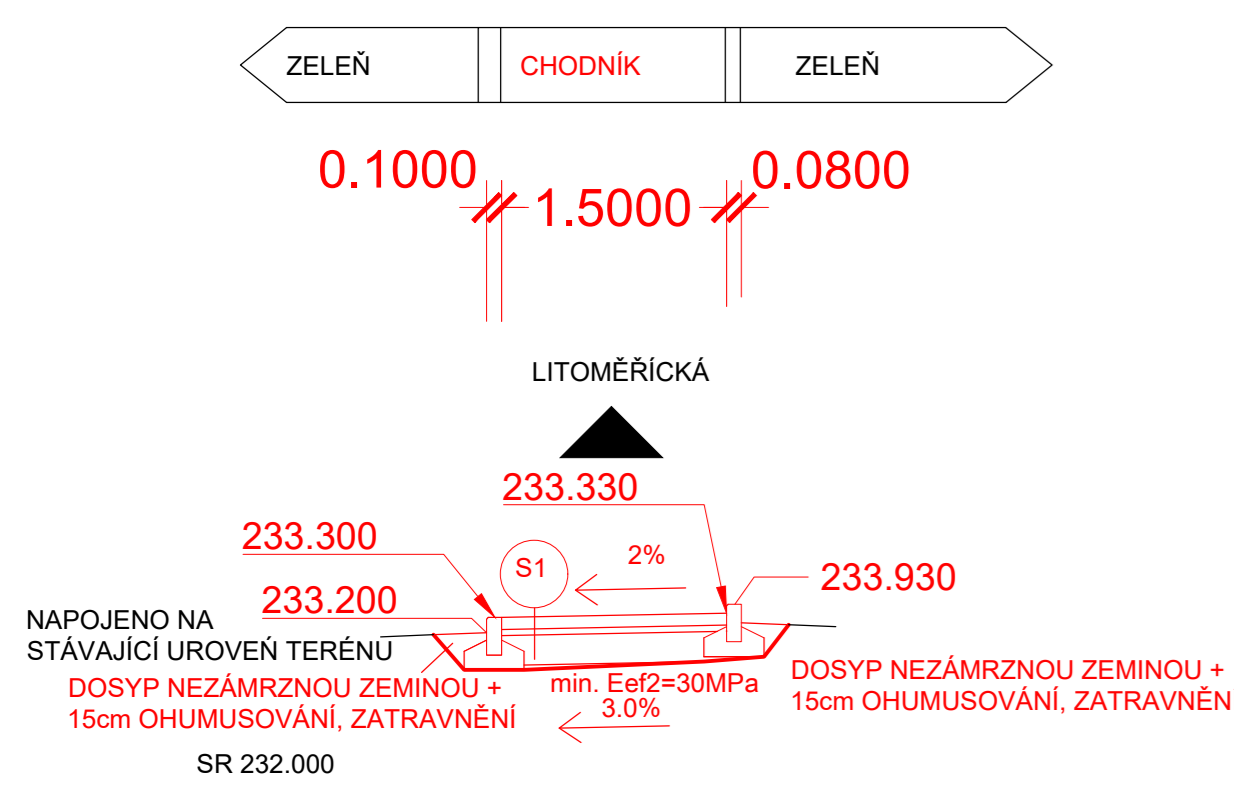 ZELEŇ CHODNÍK ZELEŇ
0.1000 1.5000 0.0800
LITOMĚŘÍCKÁ
233.330
233.300 S1 2% 233.930
233.200
NAPOJENO NA
STÁVAJÍCÍ UROVEŃ TERÉNU
DOSYP NEZÁMRZNOU ZEMINOU +
15cm OHUMUSOVÁNÍ, ZATRAVNĚNÍ
min. Eef2=30MPa
3.0%
DOSYP NEZÁMRZNOU ZEMINOU +
15cm OHUMUSOVÁNÍ, ZATRAVNĚN
SR 232.000